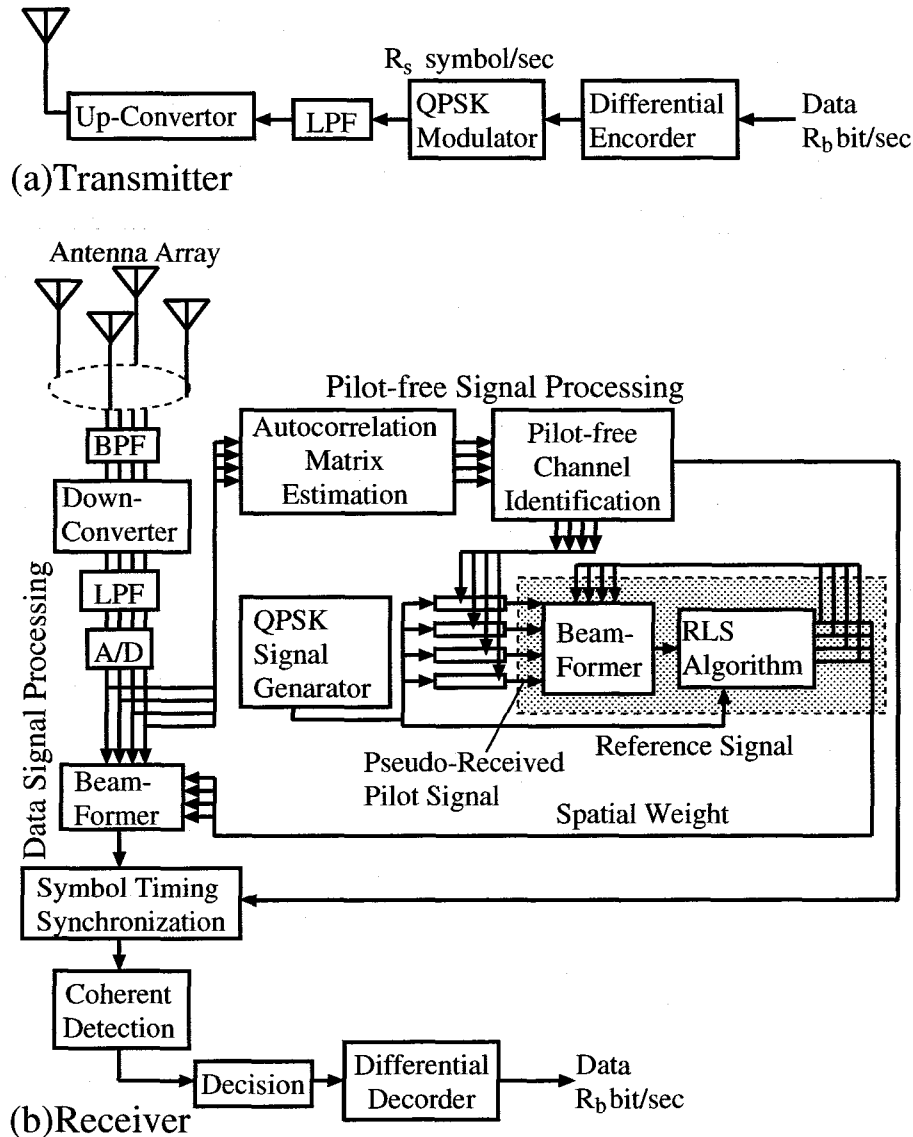 R_s symbol/sec
Up-Convertor
LPF
QPSK
Modulator
Differential
Encorder
Data
R_b bit/sec
(a)Transmitter
Antenna Array
BPF
Down-
Converter
LPF
A/D
Data Signal Processing
Beam-
Former
Symbol Timing
Synchronization
Coherent
Detection
Decision
Differential
Decorder
Data
R_b bit/sec
Pilot-free Signal Processing
Autocorrelation
Matrix
Estimation
Pilot-free
Channel
Identification
QPSK
Signal
Genarator
Beam-
Former
RLS
Algorithm
Reference Signal
Pseudo-Received
Pilot Signal
Spatial Weight
(b)Receiver